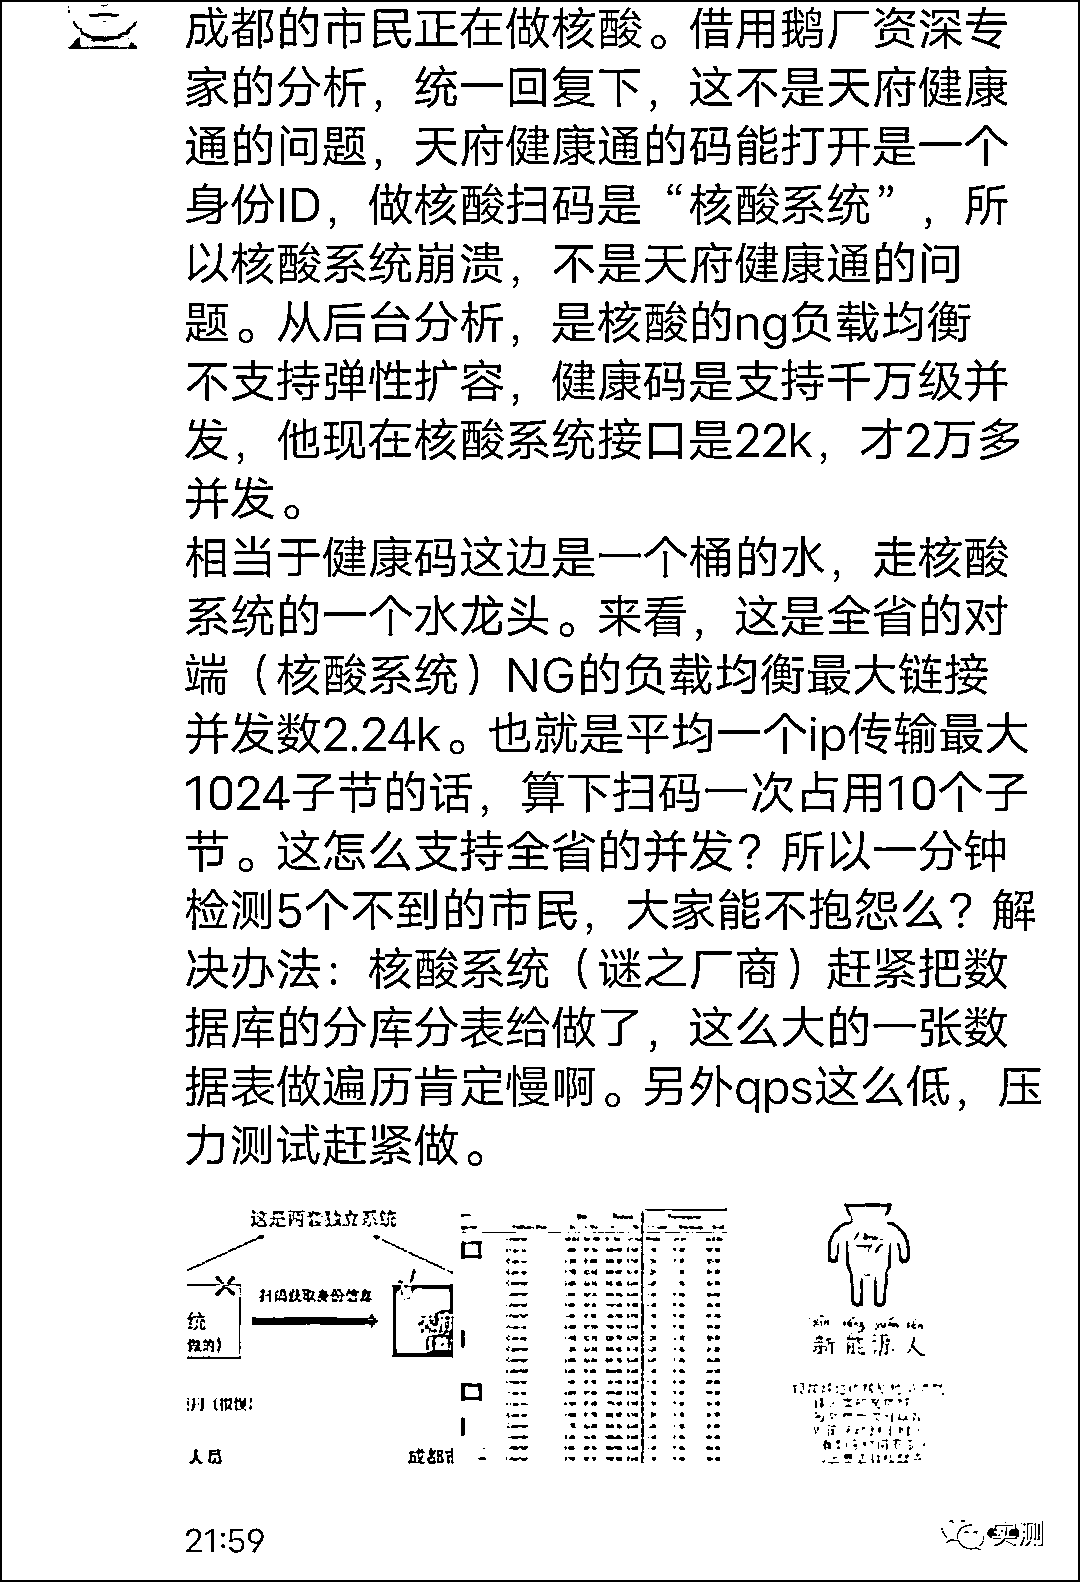 成都的市民正在做核酸。借用鹅厂资深专
家的分析，统一回复下，这不是天府健康
通的问题，天府健康通的码能打开是一个
身份ID，做核酸扫码是“核酸系统”，所
以核酸系统崩溃，不是天府健康通的问
题。从后台分析，是核酸的ng负载均衡
不支持弹性扩容，健康码是支持千万级并
发，他现在核酸系统接口是22k，才2万多
并发。
相当于健康码这边是一个桶的水，走核酸
系统的一个水龙头。来看，这是全省的对
端（核酸系统）NG的负载均衡最大链接
并发数2.24k。也就是平均一个ip传输最大
1024子节的话，算下扫码一次占用10个子
节。这怎么支持全省的并发？所以一分钟
检测5个不到的市民，大家能不抱怨么？解
决办法：核酸系统（谜之厂商）赶紧把数
据库的分库分表给做了，这么大的一张数
据表做遍历肯定慢啊。另外qps这么低，压
力测试赶紧做。
这是两套独立系统
扫码获取身份信息
统
做的）
人员
成都市
xīn néng yuán rén
新能源人
21:59
实测